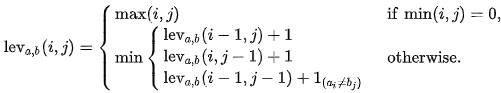 lev_{a,b}(i, j) = { max(i, j) if min(i, j) = 0,
min { lev_{a,b}(i − 1, j) + 1
lev_{a,b}(i, j − 1) + 1 otherwise.
lev_{a,b}(i − 1, j − 1) + 1_{(a_i ≠ b_j)}